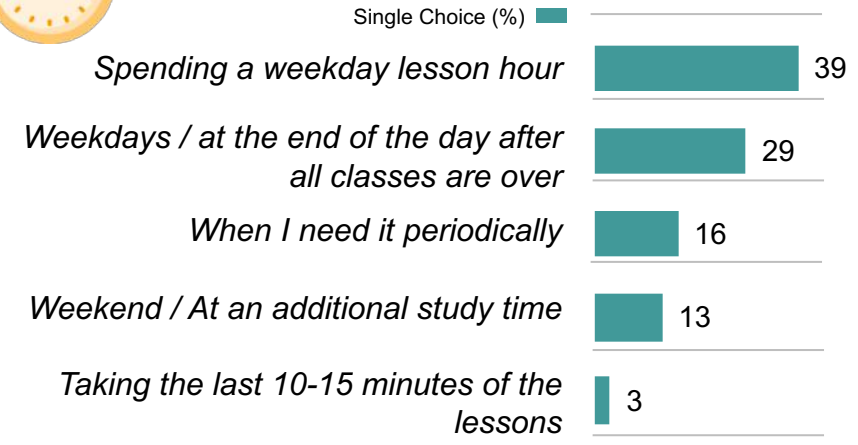 Single Choice (%)
Spending a weekday lesson hour 39
Weekdays / at the end of the day after
all classes are over 29
When I need it periodically 16
Weekend / At an additional study time 13
Taking the last 10-15 minutes of the
lessons 3